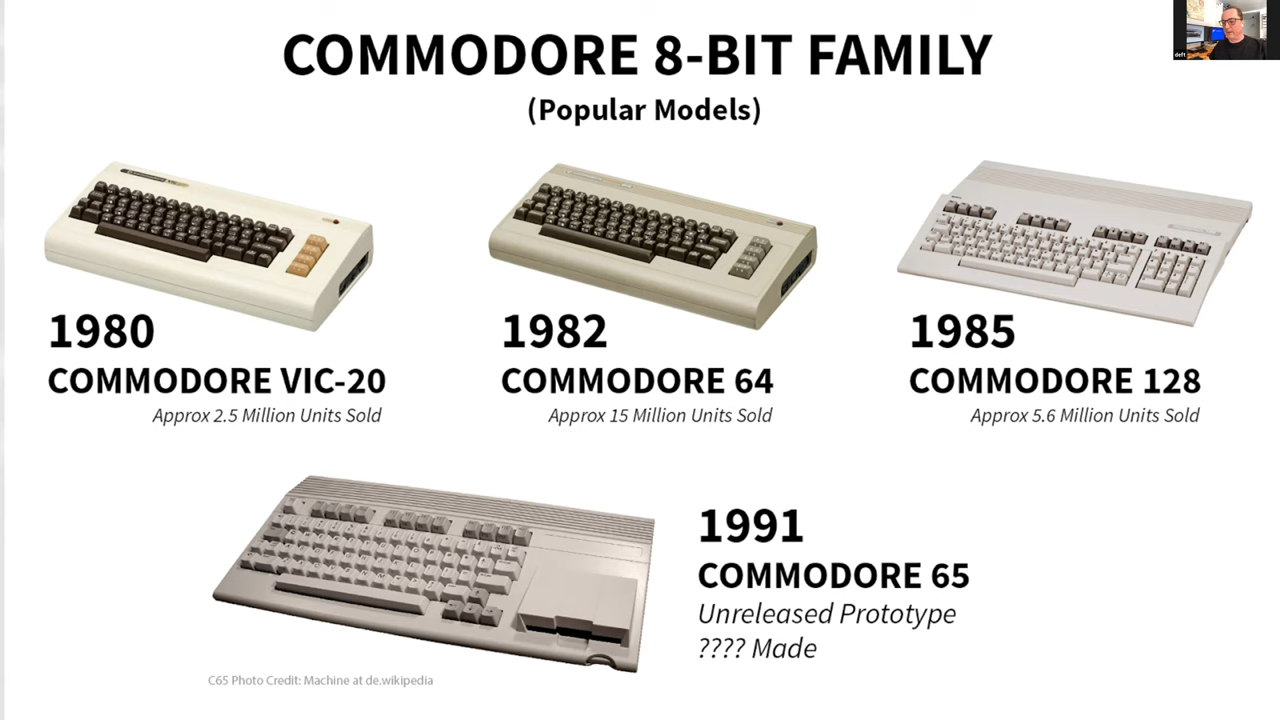 COMMODORE 8-BIT FAMILY
(Popular Models)
1980
COMMODORE VIC-20
Approx 2.5 Million Units Sold
1982
COMMODORE 64
Approx 15 Million Units Sold
1985
COMMODORE 128
Approx 5.6 Million Units Sold
1991
COMMODORE 65
Unreleased Prototype
???? Made
C65 Photo Credit: Machine at de.wikipedia
deft